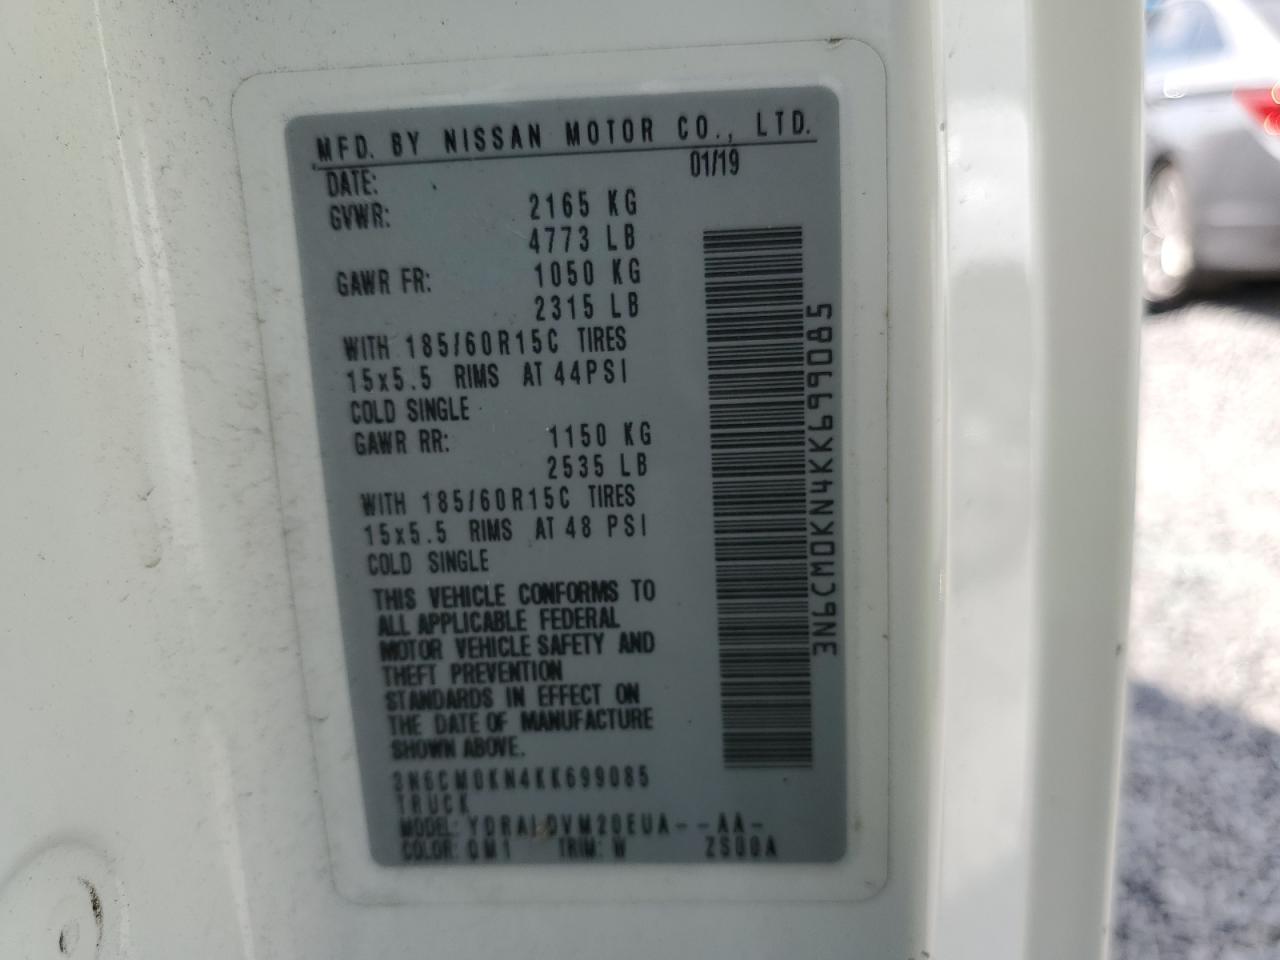 MFD. BY NISSAN MOTOR CO., LTD.
DATE: 01/19
GVWR: 2165 KG
4773 LB
GAWR FR: 1050 KG
2315 LB
WITH 185/60R15C TIRES
15x5.5 RIMS AT 44PSI
COLD SINGLE
GAWR RR: 1150 KG
2535 LB
WITH 185/60R15C TIRES
15x5.5 RIMS AT 48 PSI
COLD SINGLE
THIS VEHICLE CONFORMS TO
ALL APPLICABLE FEDERAL
MOTOR VEHICLE SAFETY AND
THEFT PREVENTION
STANDARDS IN EFFECT ON
THE DATE OF MANUFACTURE
SHOWN ABOVE.
3N6CM0KN4KK699085
TRUCK
MODEL: --AA-
COLOR: QM1 TRIM: W ZS00A
3N6CM0KN4KK699085